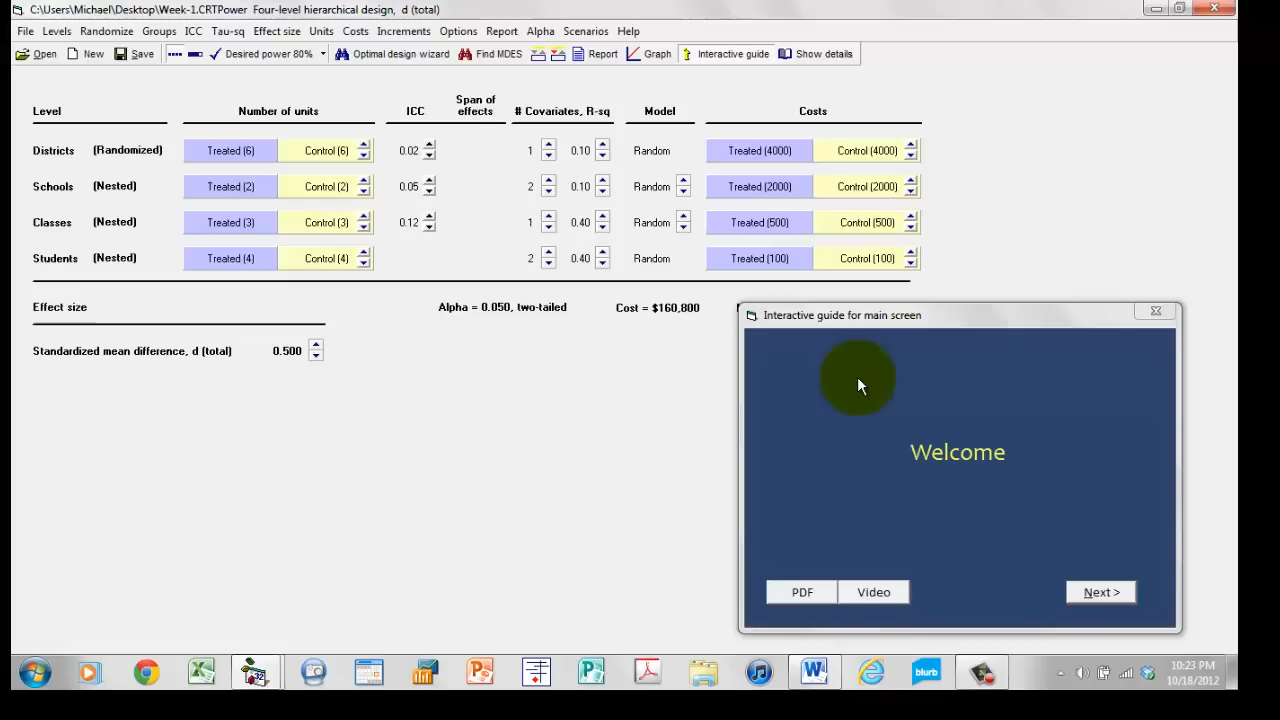 C:\Users\Michael\Desktop\Week-1.CRTPower Four-level hierarchical design, d (total)
File Levels Randomize Groups ICC Tau-sq Effect size Units Costs Increments Options Report Alpha Scenarios Help
Open New Save Desired power 80% Optimal design wizard Find MDES Report Graph Interactive guide Show details
Level Number of units ICC Span of effects # Covariates, R-sq Model Costs
Districts (Randomized) Treated (6) Control (6) 0.02 1 0.10 Random Treated (4000) Control (4000)
Schools (Nested) Treated (2) Control (2) 0.05 2 0.10 Random Treated (2000) Control (2000)
Classes (Nested) Treated (3) Control (3) 0.12 1 0.40 Random Treated (500) Control (500)
Students (Nested) Treated (4) Control (4) 2 0.40 Random Treated (100) Control (100)
Effect size Alpha = 0.050, two-tailed Cost = $160,800
Standardized mean difference, d (total) 0.500
Interactive guide for main screen
Welcome
PDF Video Next >
32
blurb
10:23 PM
10/18/2012